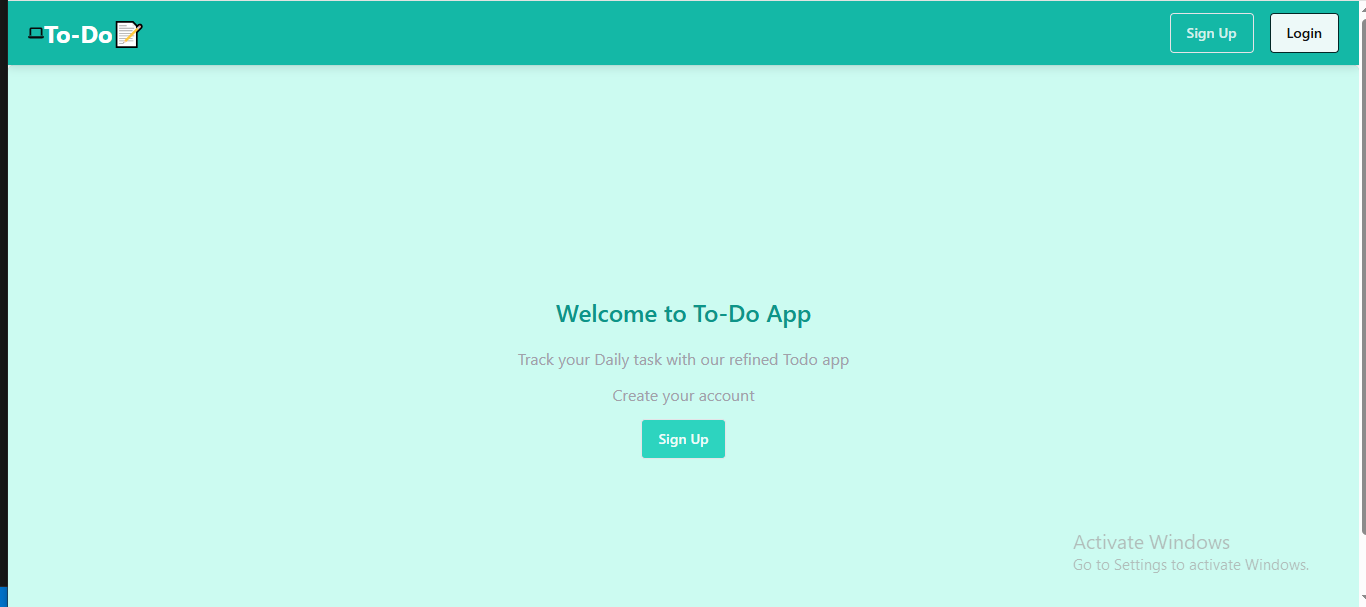 💻To-Do📝
Sign Up
Login
Welcome to To-Do App
Track your Daily task with our refined Todo app
Create your account
Sign Up
Activate Windows
Go to Settings to activate Windows.